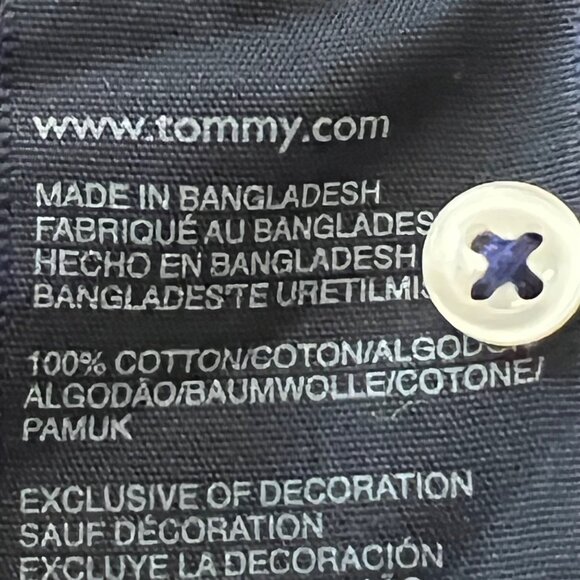 www.tommy.com
MADE IN BANGLADESH
FABRIQUÉ AU BANGLADES
HECHO EN BANGLADESH
BANGLADEŞ'TE URETILMI
100% COTTON/COTON/ALGODO
ALGODÃO/BAUMWOLLE/COTONE/
PAMUK
EXCLUSIVE OF DECORATION
SAUF DÉCORATION
EXCLUYE LA DECORACIÓN